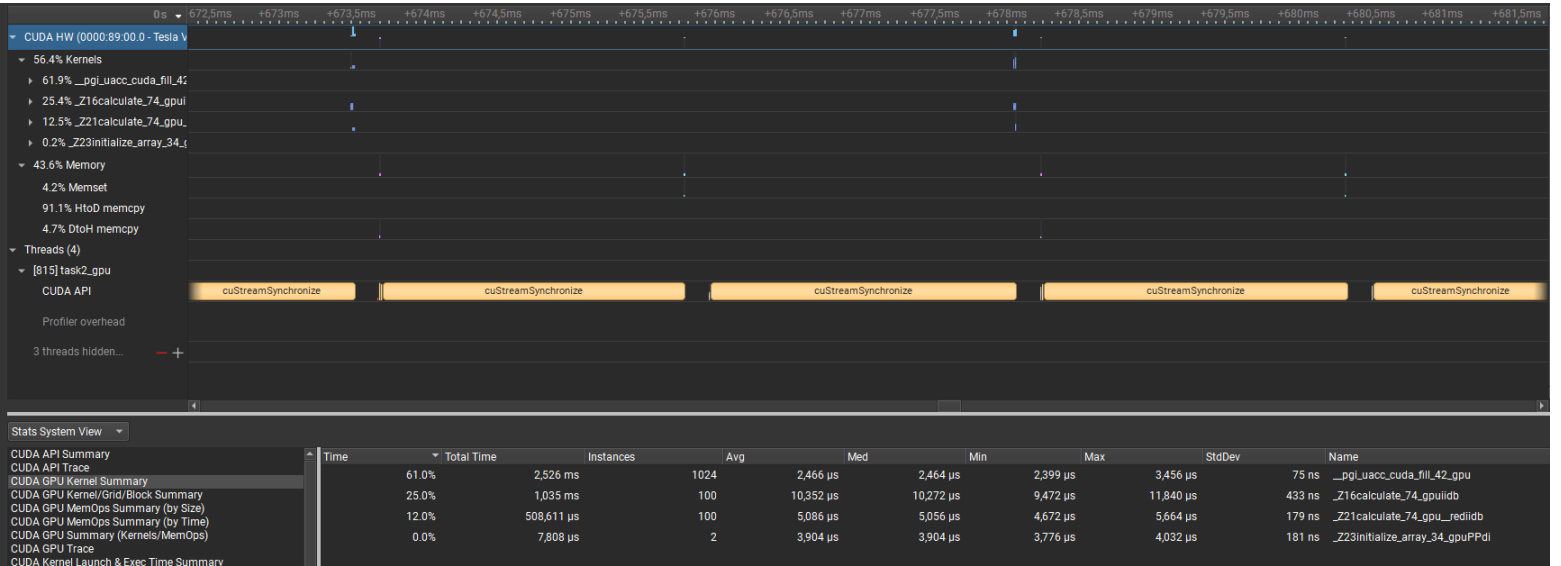 0s +672,5ms +673ms +673,5ms +674ms +674,5ms +675ms +675,5ms +676ms +676,5ms +677ms +677,5ms +678ms +678,5ms +679ms +679,5ms +680ms +680,5ms +681ms +681,5ms
CUDA HW (0000:89:00.0 - Tesla V
56.4% Kernels
61.9% __pgi_uacc_cuda_fill_42
25.4% _Z16calculate_74_gpui
12.5% _Z21calculate_74_gpu_
0.2% _Z23initialize_array_34_g
43.6% Memory
4.2% Memset
91.1% HtoD memcpy
4.7% DtoH memcpy
Threads (4)
[815] task2_gpu
CUDA API cuStreamSynchronize cuStreamSynchronize cuStreamSynchronize cuStreamSynchronize cuStreamSynchronize
Profiler overhead
3 threads hidden...
Stats System View
CUDA API Summary
CUDA API Trace
CUDA GPU Kernel Summary
CUDA GPU Kernel/Grid/Block Summary
CUDA GPU MemOps Summary (by Size)
CUDA GPU MemOps Summary (by Time)
CUDA GPU Summary (Kernels/MemOps)
CUDA GPU Trace
CUDA Kernel Launch & Exec Time Summary
Time Total Time Instances Avg Med Min Max StdDev Name
61.0% 2,526 ms 1024 2,466 μs 2,464 μs 2,399 μs 3,456 μs 75 ns __pgi_uacc_cuda_fill_42_gpu
25.0% 1,035 ms 100 10,352 μs 10,272 μs 9,472 μs 11,840 μs 433 ns _Z16calculate_74_gpuiidb
12.0% 508,611 μs 100 5,086 μs 5,056 μs 4,672 μs 5,664 μs 179 ns _Z21calculate_74_gpu__rediidb
0.0% 7,808 μs 2 3,904 μs 3,904 μs 3,776 μs 4,032 μs 181 ns _Z23initialize_array_34_gpuPPdi